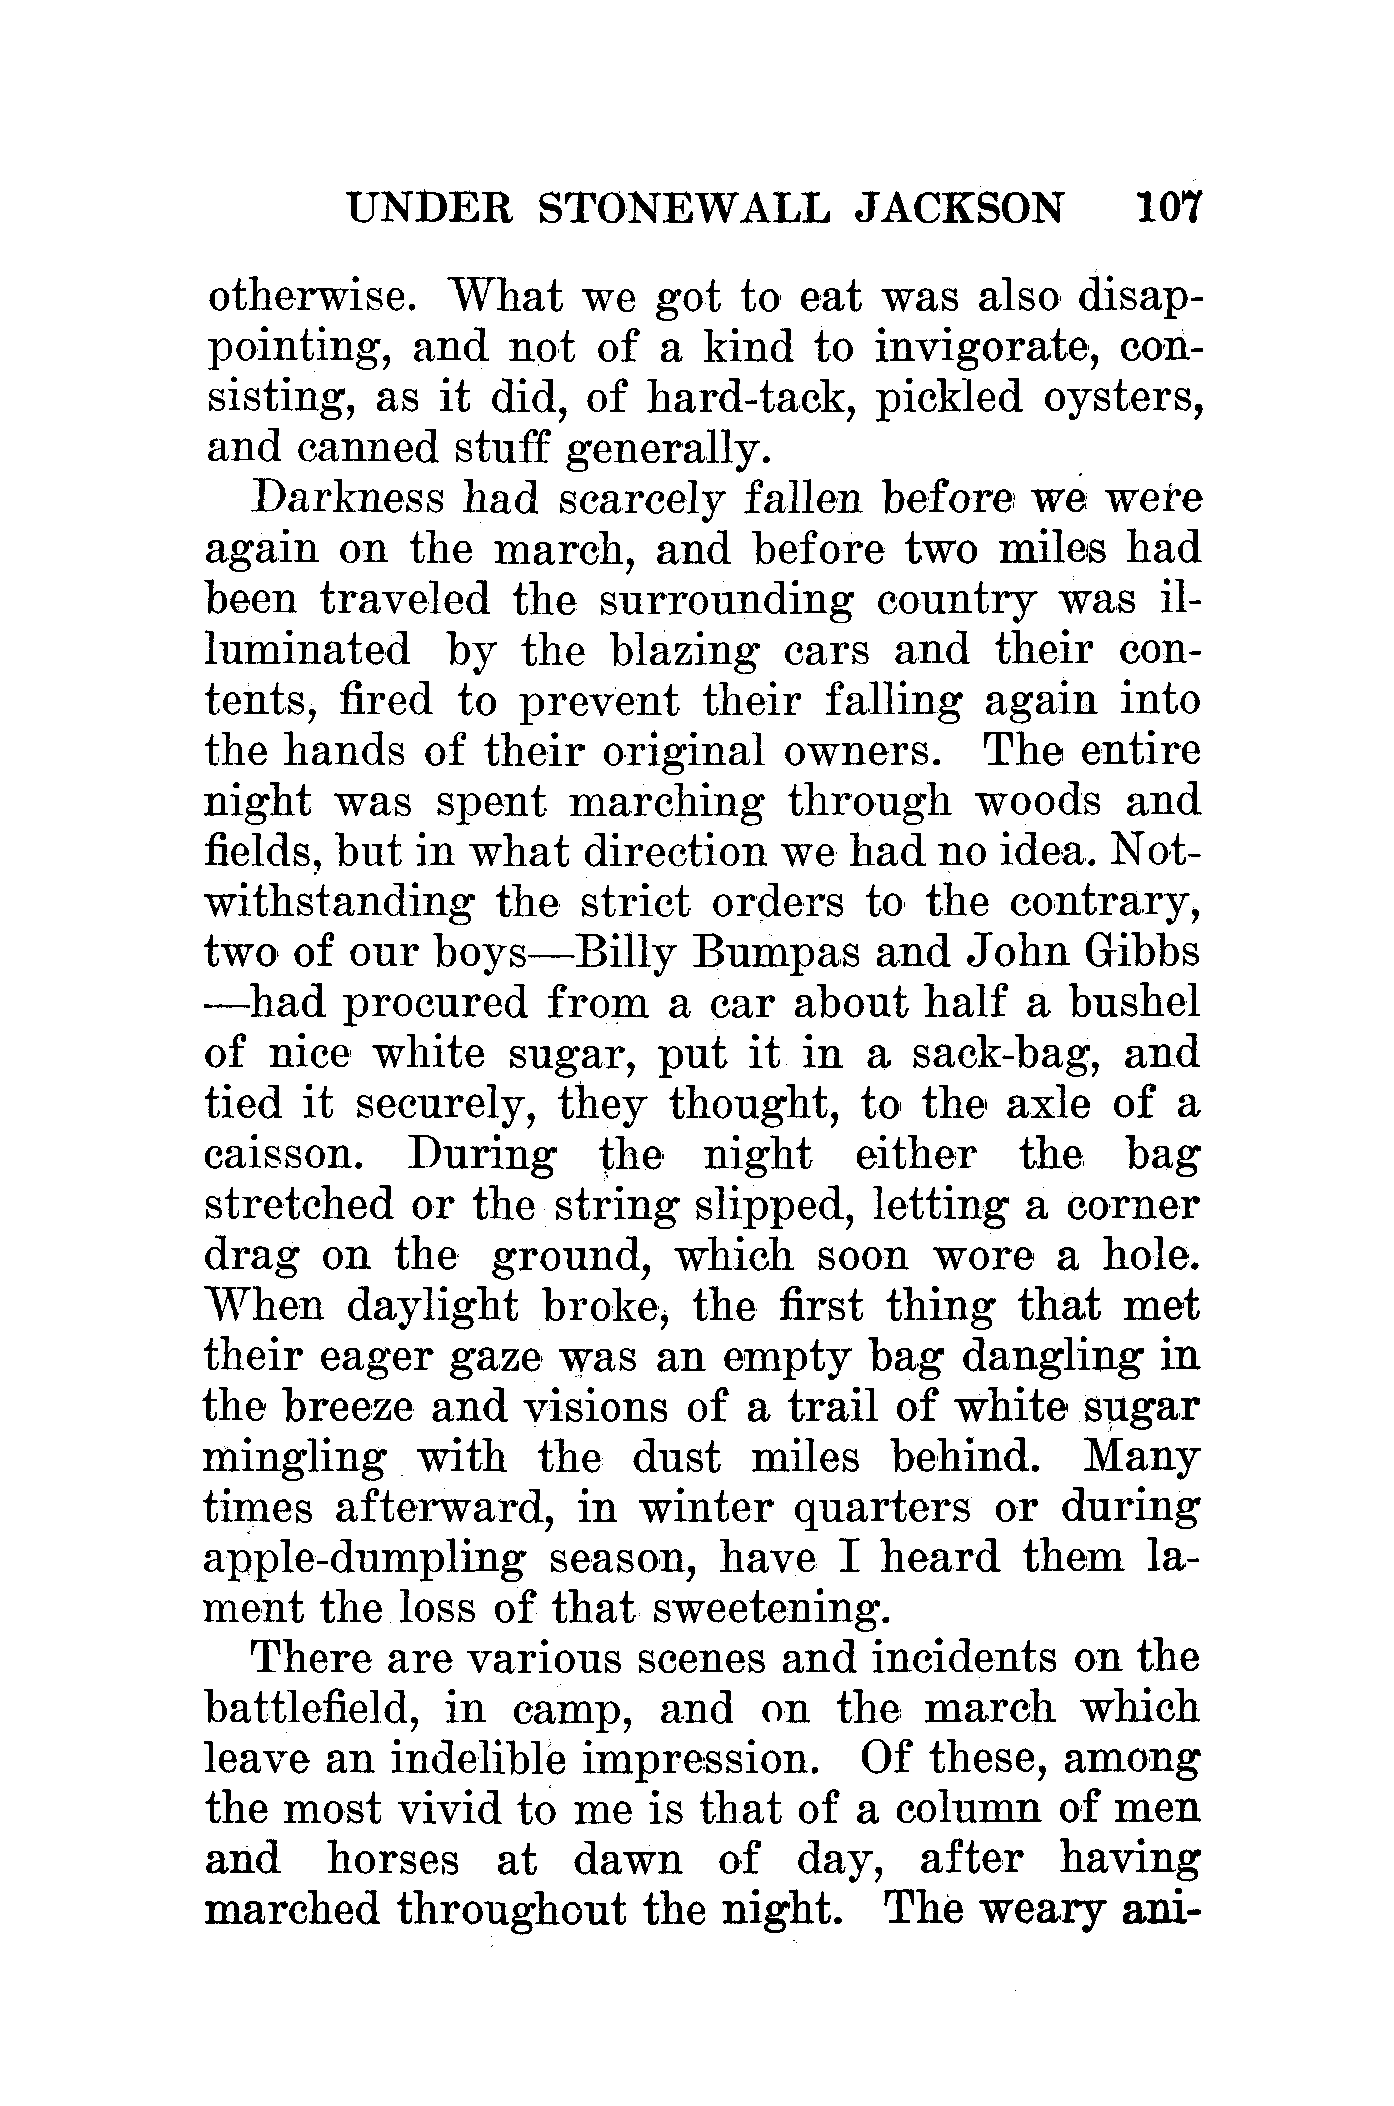 UNDER STONEWALL JACKSON 107
otherwise. What we got to eat was also disap-
pointing, and not of a kind to invigorate, con-
sisting, as it did, of hard-tack, pickled oysters,
and canned stuff generally.
Darkness had scarcely fallen before we were
again on the march, and before two miles had
been traveled the surrounding country was il-
luminated by the blazing cars and their con-
tents, fired to prevent their falling again into
the hands of their original owners. The entire
night was spent marching through woods and
fields, but in what direction we had no idea. Not-
withstanding the strict orders to the contrary,
two of our boys—Billy Bumpas and John Gibbs
—had procured from a car about half a bushel
of nice white sugar, put it in a sack-bag, and
tied it securely, they thought, to the axle of a
caisson. During the night either the bag
stretched or the string slipped, letting a corner
drag on the ground, which soon wore a hole.
When daylight broke, the first thing that met
their eager gaze was an empty bag dangling in
the breeze and visions of a trail of white sugar
mingling with the dust miles behind. Many
times afterward, in winter quarters or during
apple-dumpling season, have I heard them la-
ment the loss of that sweetening.
There are various scenes and incidents on the
battlefield, in camp, and on the march which
leave an indelible impression. Of these, among
the most vivid to me is that of a column of men
and horses at dawn of day, after having
marched throughout the night. The weary ani-